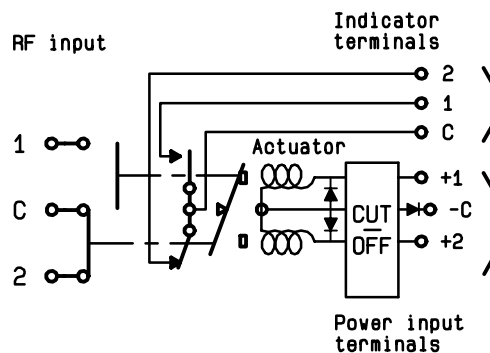 Indicator
terminals
RF input
2
1
C
Actuator
1
C
2
+1
-C
+2
CUT
OFF
Power input
terminals